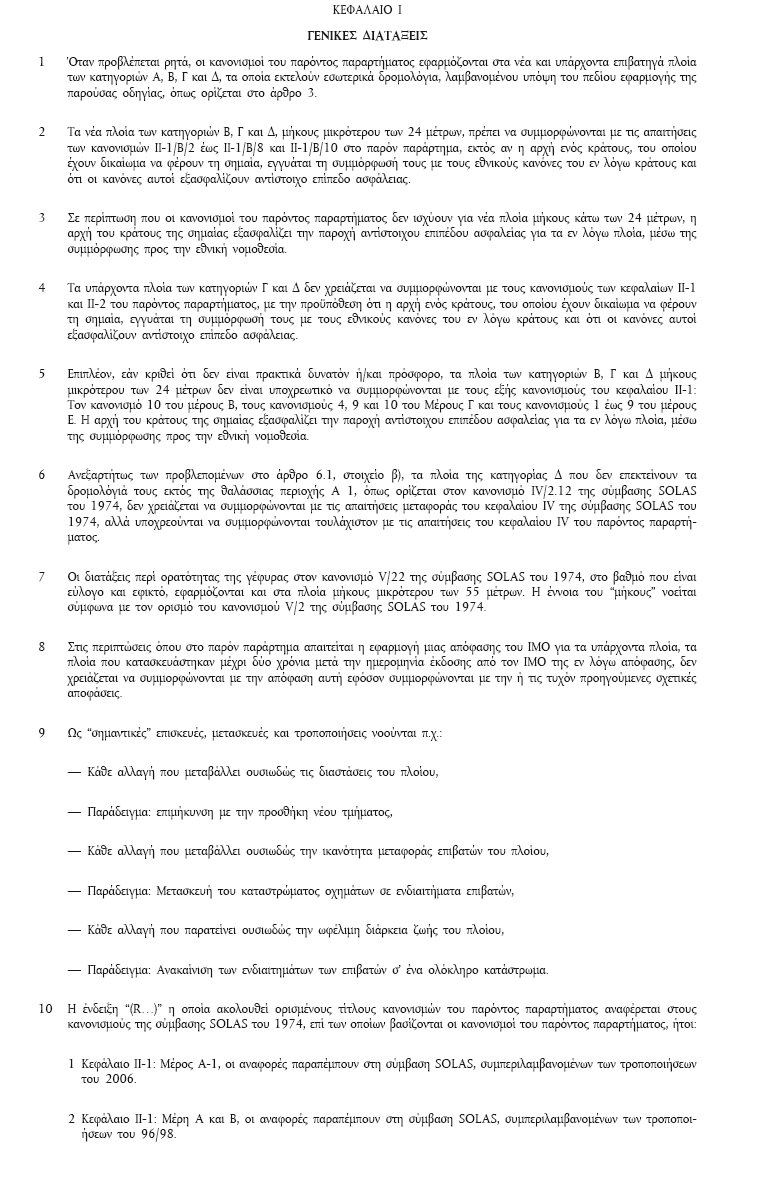 ΚΕΦΑΛΑΙΟ I
ΓΕΝΙΚΕΣ ΔΙΑΤΑΞΕΙΣ
1 Όταν προβλέπεται ρητά, οι κανονισμοί του παρόντος παραρτήματος εφαρμόζονται στα νέα και υπάρχοντα επιβατηγά πλοία
των κατηγοριών Α, Β, Γ και Δ, τα οποία εκτελούν εσωτερικά δρομολόγια, λαμβανομένου υπόψη του πεδίου εφαρμογής της
παρούσας οδηγίας, όπως ορίζεται στο άρθρο 3.
2 Τα νέα πλοία των κατηγοριών Β, Γ και Δ, μήκους μικρότερου των 24 μέτρων, πρέπει να συμμορφώνονται με τις απαιτήσεις
των κανονισμών II-1/B/2 έως II-1/B/8 και II-1/B/10 στο παρόν παράρτημα, εκτός αν η αρχή ενός κράτους, του οποίου
έχουν δικαίωμα να φέρουν τη σημαία, εγγυάται τη συμμόρφωσή τους με τους εθνικούς κανόνες του εν λόγω κράτους και
ότι οι κανόνες αυτοί εξασφαλίζουν αντίστοιχο επίπεδο ασφάλειας.
3 Σε περίπτωση που οι κανονισμοί του παρόντος παραρτήματος δεν ισχύουν για νέα πλοία μήκους κάτω των 24 μέτρων, η
αρχή του κράτους της σημαίας εξασφαλίζει την παροχή αντίστοιχου επιπέδου ασφαλείας για τα εν λόγω πλοία, μέσω της
συμμόρφωσης προς την εθνική νομοθεσία.
4 Τα υπάρχοντα πλοία των κατηγοριών Γ και Δ δεν χρειάζεται να συμμορφώνονται με τους κανονισμούς των κεφαλαίων II-1
και II-2 του παρόντος παραρτήματος, με την προϋπόθεση ότι η αρχή ενός κράτους, του οποίου έχουν δικαίωμα να φέρουν
τη σημαία, εγγυάται τη συμμόρφωσή τους με τους εθνικούς κανόνες του εν λόγω κράτους και ότι οι κανόνες αυτοί
εξασφαλίζουν αντίστοιχο επίπεδο ασφάλειας.
5 Επιπλέον, εάν κριθεί ότι δεν είναι πρακτικά δυνατόν ή/και πρόσφορο, τα πλοία των κατηγοριών Β, Γ και Δ μήκους
μικρότερου των 24 μέτρων δεν είναι υποχρεωτικό να συμμορφώνονται με τους εξής κανονισμούς του κεφαλαίου II-1:
Τον κανονισμό 10 του μέρους Β, τους κανονισμούς 4, 9 και 10 του Μέρους Γ και τους κανονισμούς 1 έως 9 του μέρους
Ε. Η αρχή του κράτους της σημαίας εξασφαλίζει την παροχή αντίστοιχου επιπέδου ασφαλείας για τα εν λόγω πλοία, μέσω
της συμμόρφωσης προς την εθνική νομοθεσία.
6 Ανεξαρτήτως των προβλεπομένων στο άρθρο 6.1, στοιχείο β), τα πλοία της κατηγορίας Δ που δεν επεκτείνουν τα
δρομολόγιά τους εκτός της θαλάσσιας περιοχής Α 1, όπως ορίζεται στον κανονισμό IV/2.12 της σύμβασης SOLAS
του 1974, δεν χρειάζεται να συμμορφώνονται με τις απαιτήσεις μεταφοράς του κεφαλαίου IV της σύμβασης SOLAS του
1974, αλλά υποχρεούνται να συμμορφώνονται τουλάχιστον με τις απαιτήσεις του κεφαλαίου IV του παρόντος παραρτή-
ματος.
7 Οι διατάξεις περί ορατότητας της γέφυρας στον κανονισμό V/22 της σύμβασης SOLAS του 1974, στο βαθμό που είναι
εύλογο και εφικτό, εφαρμόζονται και στα πλοία μήκους μικρότερου των 55 μέτρων. Η έννοια του “μήκους” νοείται
σύμφωνα με τον ορισμό του κανονισμού V/2 της σύμβασης SOLAS του 1974.
8 Στις περιπτώσεις όπου στο παρόν παράρτημα απαιτείται η εφαρμογή μιας απόφασης του ΙΜΟ για τα υπάρχοντα πλοία, τα
πλοία που κατασκευάστηκαν μέχρι δύο χρόνια μετά την ημερομηνία έκδοσης από τον ΙΜΟ της εν λόγω απόφασης, δεν
χρειάζεται να συμμορφώνονται με την απόφαση αυτή εφόσον συμμορφώνονται με την ή τις τυχόν προηγούμενες σχετικές
αποφάσεις.
9 Ως “σημαντικές” επισκευές, μετασκευές και τροποποιήσεις νοούνται π.χ.:
— Κάθε αλλαγή που μεταβάλλει ουσιωδώς τις διαστάσεις του πλοίου,
— Παράδειγμα: επιμήκυνση με την προσθήκη νέου τμήματος,
— Κάθε αλλαγή που μεταβάλλει ουσιωδώς την ικανότητα μεταφοράς επιβατών του πλοίου,
— Παράδειγμα: Μετασκευή του καταστρώματος οχημάτων σε ενδιαιτήματα επιβατών,
— Κάθε αλλαγή που παρατείνει ουσιωδώς την ωφέλιμη διάρκεια ζωής του πλοίου,
— Παράδειγμα: Ανακαίνιση των ενδιαιτημάτων των επιβατών σ’ ένα ολόκληρο κατάστρωμα.
10 Η ένδειξη “(R…)” η οποία ακολουθεί ορισμένους τίτλους κανονισμών του παρόντος παραρτήματος αναφέρεται στους
κανονισμούς της σύμβασης SOLAS του 1974, επί των οποίων βασίζονται οι κανονισμοί του παρόντος παραρτήματος, ήτοι:
1 Κεφάλαιο II-1: Μέρος A-1, οι αναφορές παραπέμπουν στη σύμβαση SOLAS, συμπεριλαμβανομένων των τροποποιήσεων
του 2006.
2 Κεφάλαιο II-1: Μέρη Α και Β, οι αναφορές παραπέμπουν στη σύμβαση SOLAS, συμπεριλαμβανομένων των τροποποι-
ήσεων του 96/98.